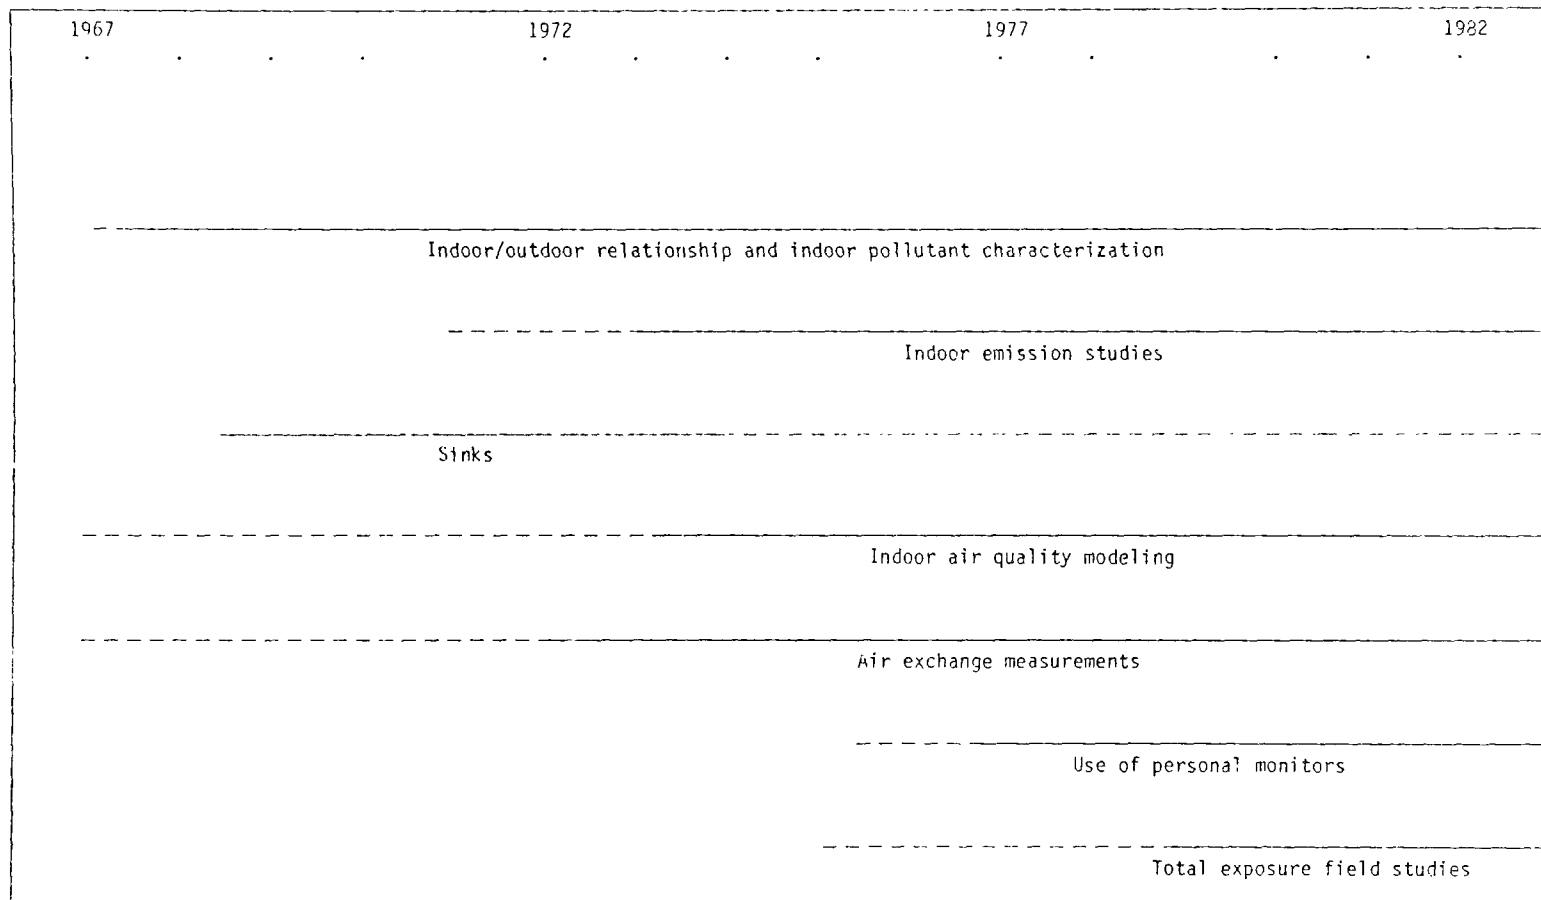 1967 1972 1977 1982
Indoor/outdoor relationship and indoor pollutant characterization
Indoor emission studies
Sinks
Indoor air quality modeling
Air exchange measurements
Use of personal monitors
Total exposure field studies